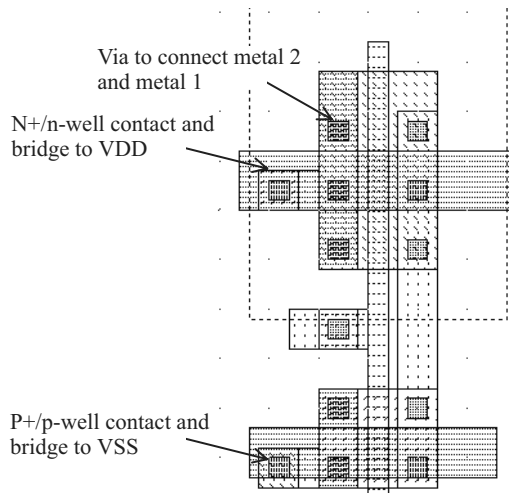 Via to connect metal 2
and metal 1
N+/n-well contact and
bridge to VDD
P+/p-well contact and
bridge to VSS